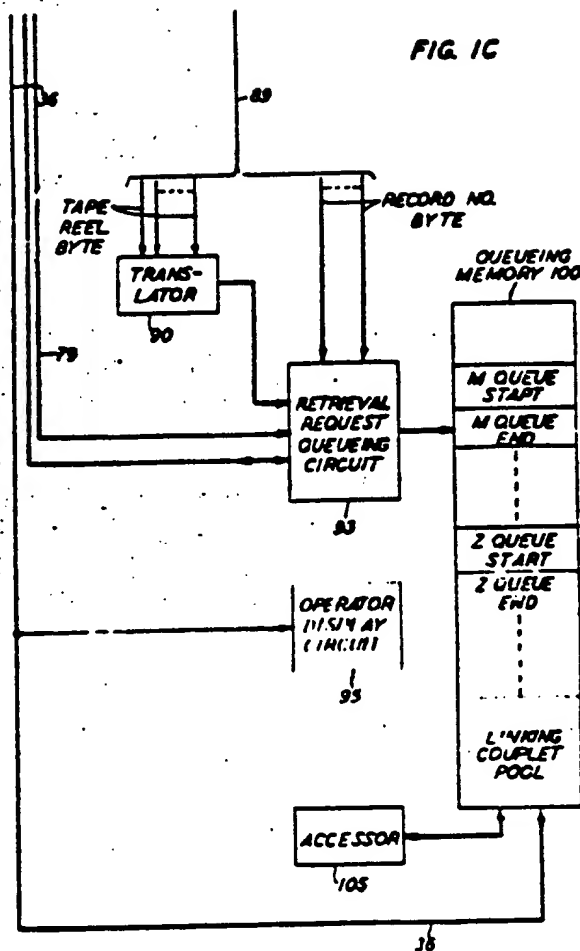 FIG. 1C
36
89
TAPE
REEL
BYTE
RECORD NO.
BYTE
TRANS-
LATOR
90
QUEUEING
MEMORY 100
79
M QUEUE
START
M QUEUE
END
RETRIEVAL
REQUEST
QUEUEING
CIRCUIT
93
Z QUEUE
START
Z QUEUE
END
OPERATOR
DISPLAY
CIRCUIT
95
LINKING
COUPLET
POOL
ACCESSOR
105
36